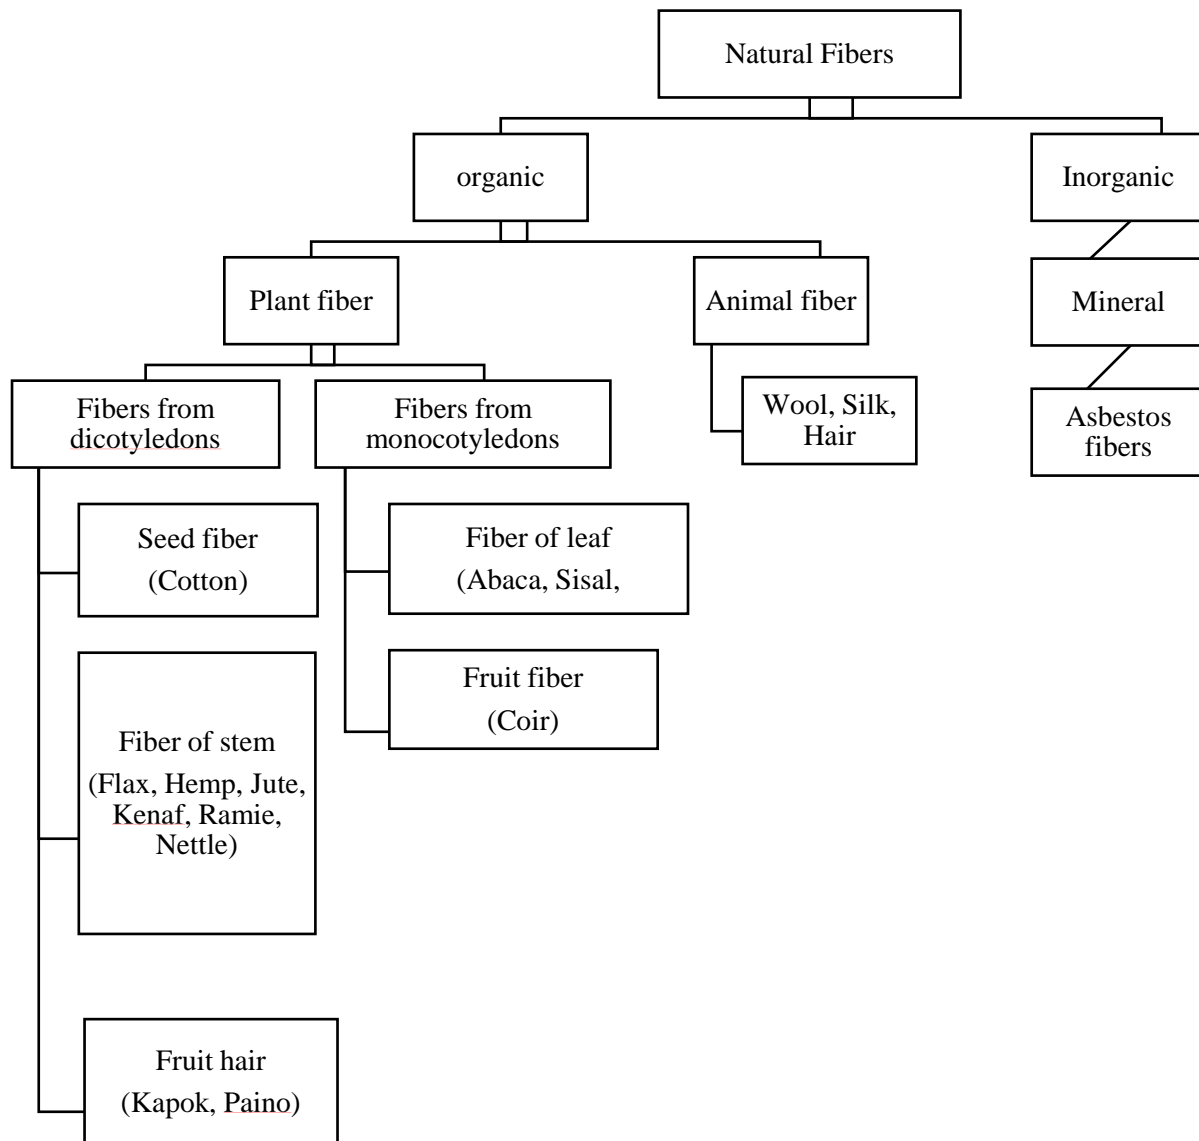 Natural Fibers
organic
Inorganic
Plant fiber
Animal fiber
Mineral
Fibers from
dicotyledons
Fibers from
monocotyledons
Wool, Silk,
Hair
Asbestos
fibers
Seed fiber
(Cotton)
Fiber of leaf
(Abaca, Sisal,
Fruit fiber
(Coir)
Fiber of stem
(Flax, Hemp, Jute,
Kenaf, Ramie,
Nettle)
Fruit hair
(Kapok, Paino)